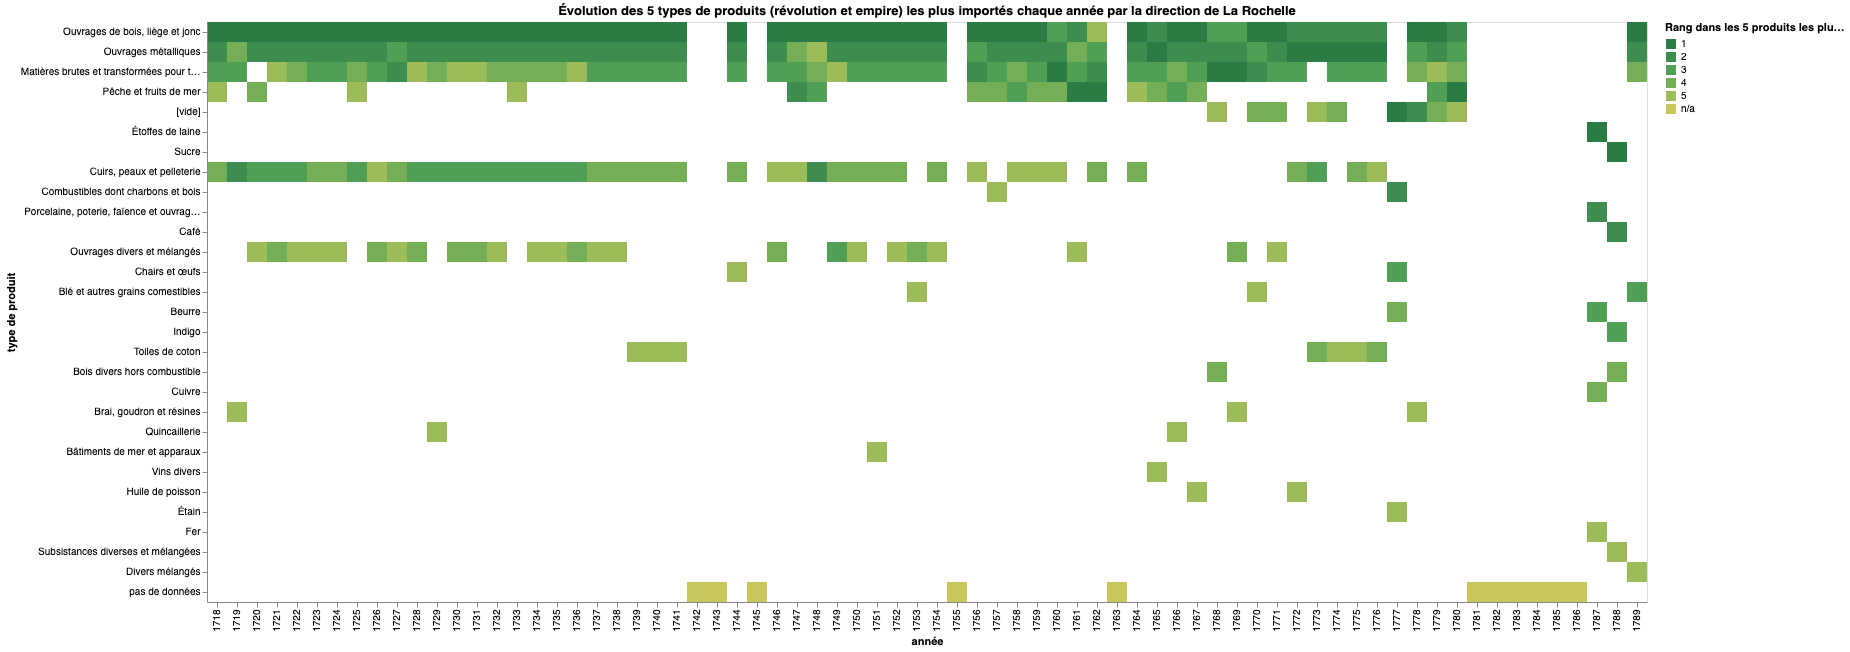 Évolution des 5 types de produits (révolution et empire) les plus importés chaque année par la direction de La Rochelle
Rang dans les 5 produits les plu…
1
2
3
4
5
n/a
type de produit
Ouvrages de bois, liège et jonc
Ouvrages métalliques
Matières brutes et transformées pour t…
Pêche et fruits de mer
[vide]
Étoffes de laine
Sucre
Cuirs, peaux et pelleterie
Combustibles dont charbons et bois
Porcelaine, poterie, faïence et ouvrag…
Café
Ouvrages divers et mélangés
Chairs et œufs
Blé et autres grains comestibles
Beurre
Indigo
Toiles de coton
Bois divers hors combustible
Cuivre
Brai, goudron et résines
Quincaillerie
Bâtiments de mer et apparaux
Vins divers
Huile de poisson
Étain
Fer
Subsistances diverses et mélangées
Divers mélangés
pas de données
1718 1719 1720 1721 1722 1723 1724 1725 1726 1727 1728 1729 1730 1731 1732 1733 1734 1735 1736 1737 1738 1739 1740 1741 1742 1743 1744 1745 1746 1747 1748 1749 1750 1751 1752 1753 1754 1755 1756 1757 1758 1759 1760 1761 1762 1763 1764 1765 1766 1767 1768 1769 1770 1771 1772 1773 1774 1775 1776 1777 1778 1779 1780 1781 1782 1783 1784 1785 1786 1787 1788 1789
année